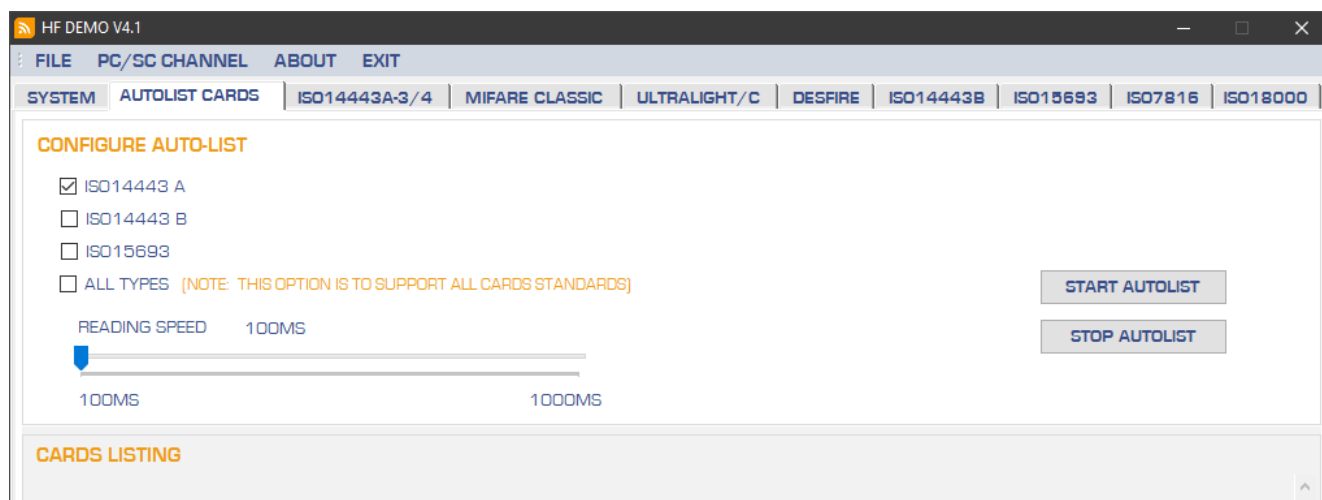 HF DEMO V4.1
FILE PC/SC CHANNEL ABOUT EXIT
SYSTEM AUTOLIST CARDS ISO14443A-3/4 MIFARE CLASSIC ULTRALIGHT/C DESFIRE ISO14443B ISO15693 ISO7816 ISO18000
CONFIGURE AUTO-LIST
ISO14443 A
ISO14443 B
ISO15693
ALL TYPES (NOTE: THIS OPTION IS TO SUPPORT ALL CARDS STANDARDS)
START AUTOLIST
READING SPEED 100MS
STOP AUTOLIST
100MS 1000MS
CARDS LISTING